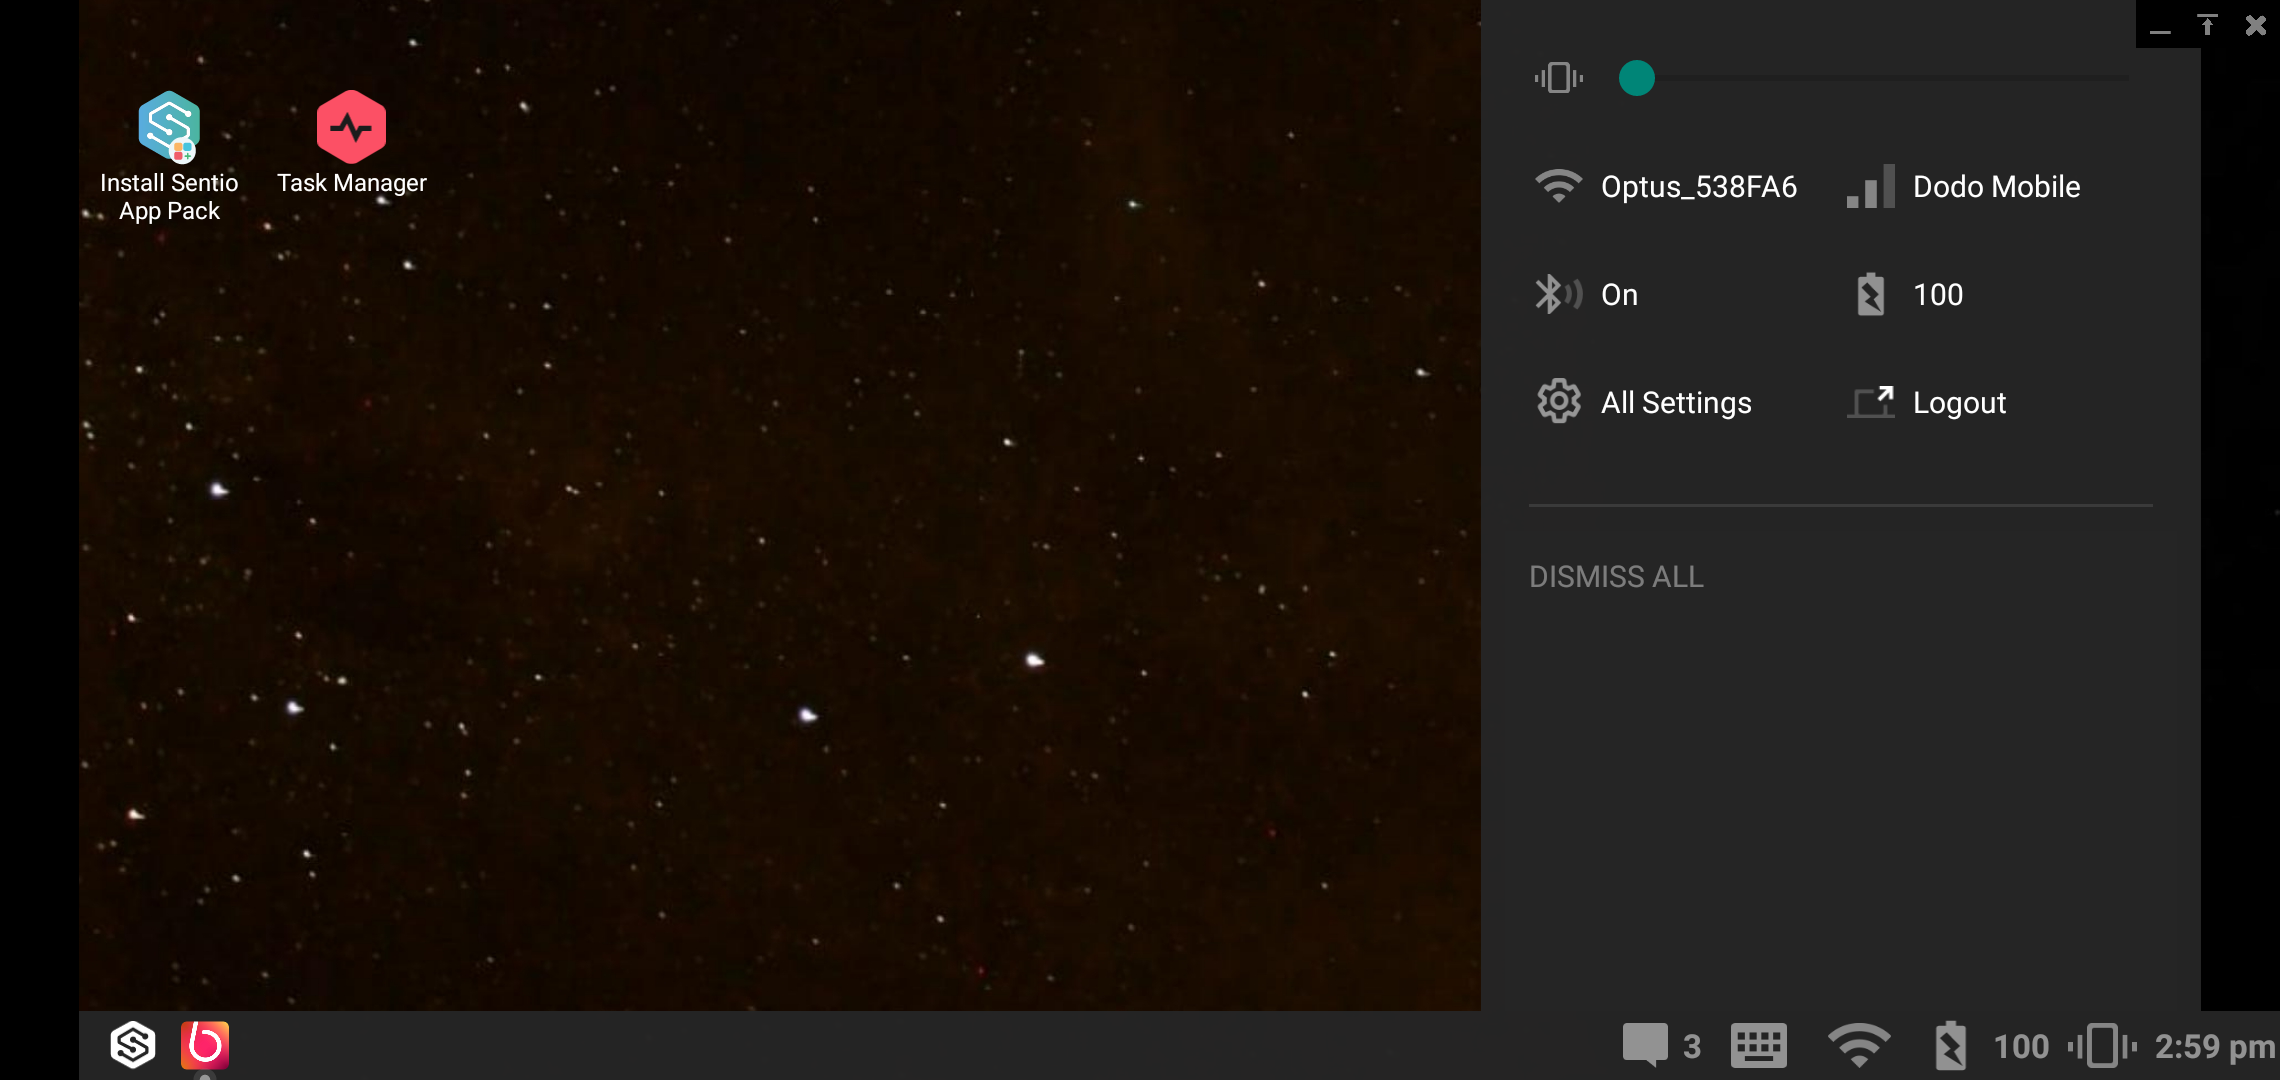 Install Sentio
App Pack
Task Manager
Optus_538FA6
Dodo Mobile
On
100
All Settings
Logout
DISMISS ALL
3
100
2:59 pm